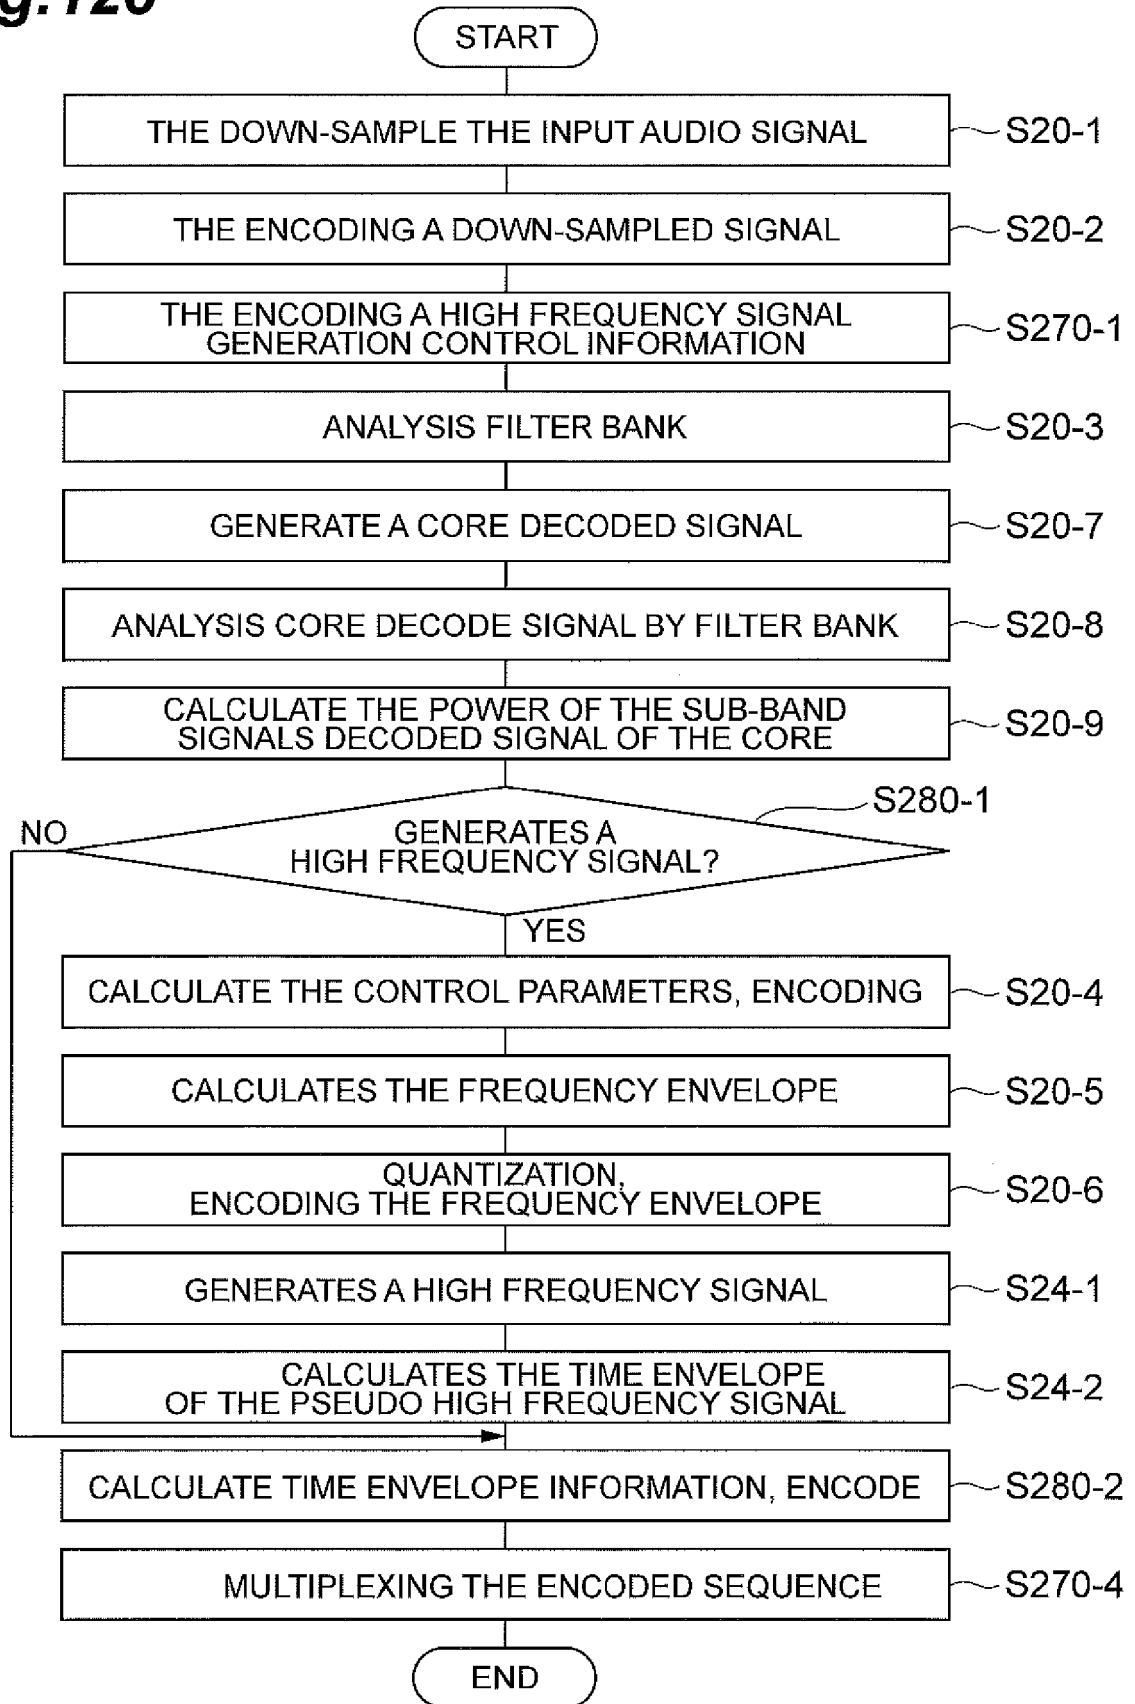 START
THE DOWN-SAMPLE THE INPUT AUDIO SIGNAL
S20-1
THE ENCODING A DOWN-SAMPLED SIGNAL
S20-2
THE ENCODING A HIGH FREQUENCY SIGNAL
GENERATION CONTROL INFORMATION
S270-1
ANALYSIS FILTER BANK
S20-3
GENERATE A CORE DECODED SIGNAL
S20-7
ANALYSIS CORE DECODE SIGNAL BY FILTER BANK
S20-8
CALCULATE THE POWER OF THE SUB-BAND
SIGNALS DECODED SIGNAL OF THE CORE
S20-9
S280-1
NO
GENERATES A
HIGH FREQUENCY SIGNAL?
YES
CALCULATE THE CONTROL PARAMETERS, ENCODING
S20-4
CALCULATES THE FREQUENCY ENVELOPE
S20-5
QUANTIZATION,
ENCODING THE FREQUENCY ENVELOPE
S20-6
GENERATES A HIGH FREQUENCY SIGNAL
S24-1
CALCULATES THE TIME ENVELOPE
OF THE PSEUDO HIGH FREQUENCY SIGNAL
S24-2
CALCULATE TIME ENVELOPE INFORMATION, ENCODE
S280-2
MULTIPLEXING THE ENCODED SEQUENCE
S270-4
END